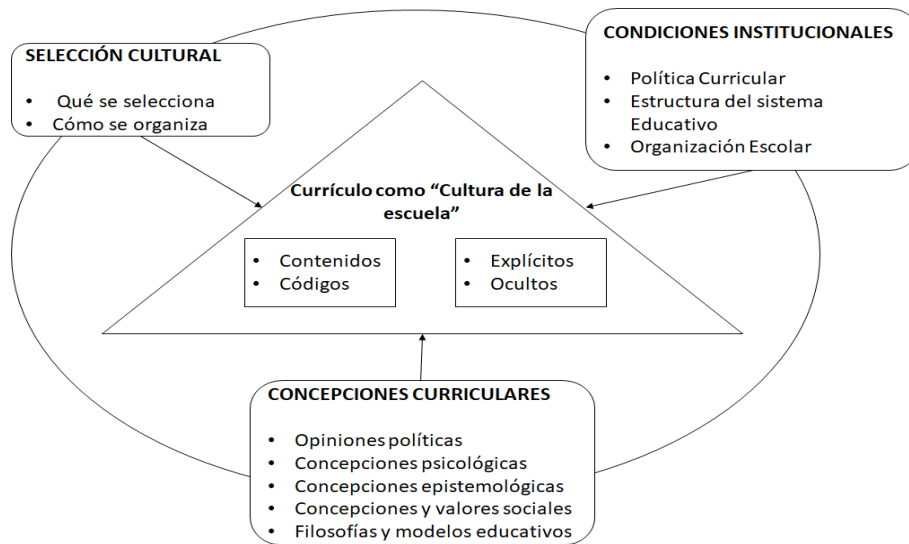 SELECCIÓN CULTURAL
• Qué se selecciona
• Cómo se organiza
CONDICIONES INSTITUCIONALES
• Política Curricular
• Estructura del sistema
Educativo
• Organización Escolar
Currículo como “Cultura de la
escuela”
• Contenidos
• Códigos
• Explícitos
• Ocultos
CONCEPCIONES CURRICULARES
• Opiniones políticas
• Concepciones psicológicas
• Concepciones epistemológicas
• Concepciones y valores sociales
• Filosofías y modelos educativos